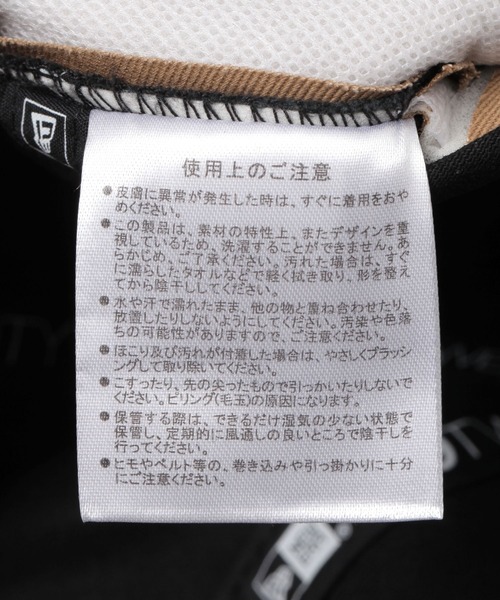 使用上のご注意
●皮膚に異常が発生した時は、すぐに着用をおや
めください。
●この製品は、素材の特性上、またデザインを重
視しているため、洗濯することができません。あ
らかじめ、ご了承ください。汚れた場合は、すぐ
に濡らしたタオルなどで軽く拭き取り、形を整え
てから陰干ししてください。
●水や汗で濡れたまま、他の物と重ね合わせたり、
放置したりしないようにしてください。汚染や色落
ちの可能性がありますので、ご注意ください。
●ほこり及び汚れが付着した場合は、やさしくブラッシ
ングして取り除いてください。
●こすったり、先の尖ったもので引っかいたりしないで
ください。ピリング(毛玉)の原因になります。
●保管する際は、できるだけ湿気の少ない状態で
保管し、定期的に風通しの良いところで陰干しを
行ってください。
●ヒモやベルト等の、巻き込みや引っ掛かりに十分
にご注意ください。